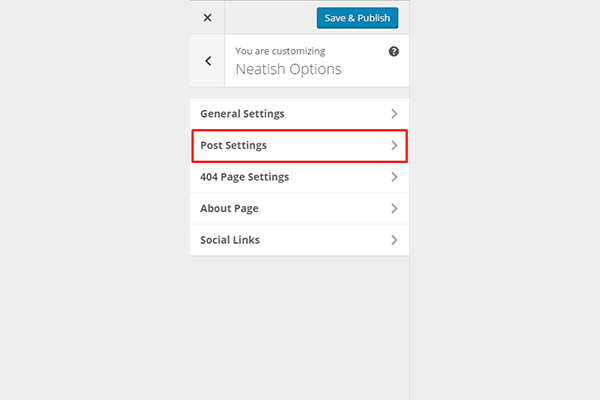 Save & Publish
You are customizing
Neatish Options
General Settings
Post Settings
404 Page Settings
About Page
Social Links